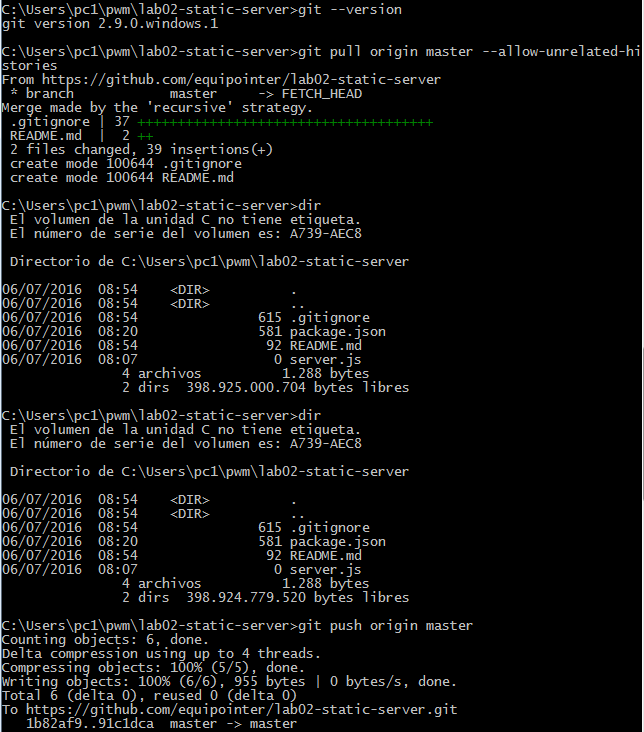 C:\Users\pc1\pwm\lab02-static-server>git --version
git version 2.9.0.windows.1
C:\Users\pc1\pwm\lab02-static-server>git pull origin master --allow-unrelated-hi
stories
From https://github.com/equipointer/lab02-static-server
 * branch            master     -> FETCH_HEAD
Merge made by the 'recursive' strategy.
 .gitignore | 37 +++++++++++++++++++++++++++++++++++++
 README.md  |  2 ++
 2 files changed, 39 insertions(+)
 create mode 100644 .gitignore
 create mode 100644 README.md
C:\Users\pc1\pwm\lab02-static-server>dir
 El volumen de la unidad C no tiene etiqueta.
 El número de serie del volumen es: A739-AEC8
 Directorio de C:\Users\pc1\pwm\lab02-static-server
06/07/2016  08:54    <DIR>          .
06/07/2016  08:54    <DIR>          ..
06/07/2016  08:54               615 .gitignore
06/07/2016  08:20               581 package.json
06/07/2016  08:54                92 README.md
06/07/2016  08:07                 0 server.js
               4 archivos          1.288 bytes
               2 dirs  398.925.000.704 bytes libres
C:\Users\pc1\pwm\lab02-static-server>dir
 El volumen de la unidad C no tiene etiqueta.
 El número de serie del volumen es: A739-AEC8
 Directorio de C:\Users\pc1\pwm\lab02-static-server
06/07/2016  08:54    <DIR>          .
06/07/2016  08:54    <DIR>          ..
06/07/2016  08:54               615 .gitignore
06/07/2016  08:20               581 package.json
06/07/2016  08:54                92 README.md
06/07/2016  08:07                 0 server.js
               4 archivos          1.288 bytes
               2 dirs  398.924.779.520 bytes libres
C:\Users\pc1\pwm\lab02-static-server>git push origin master
Counting objects: 6, done.
Delta compression using up to 4 threads.
Compressing objects: 100% (5/5), done.
Writing objects: 100% (6/6), 955 bytes | 0 bytes/s, done.
Total 6 (delta 0), reused 0 (delta 0)
To https://github.com/equipointer/lab02-static-server.git
   1b82af9..91c1dca  master -> master